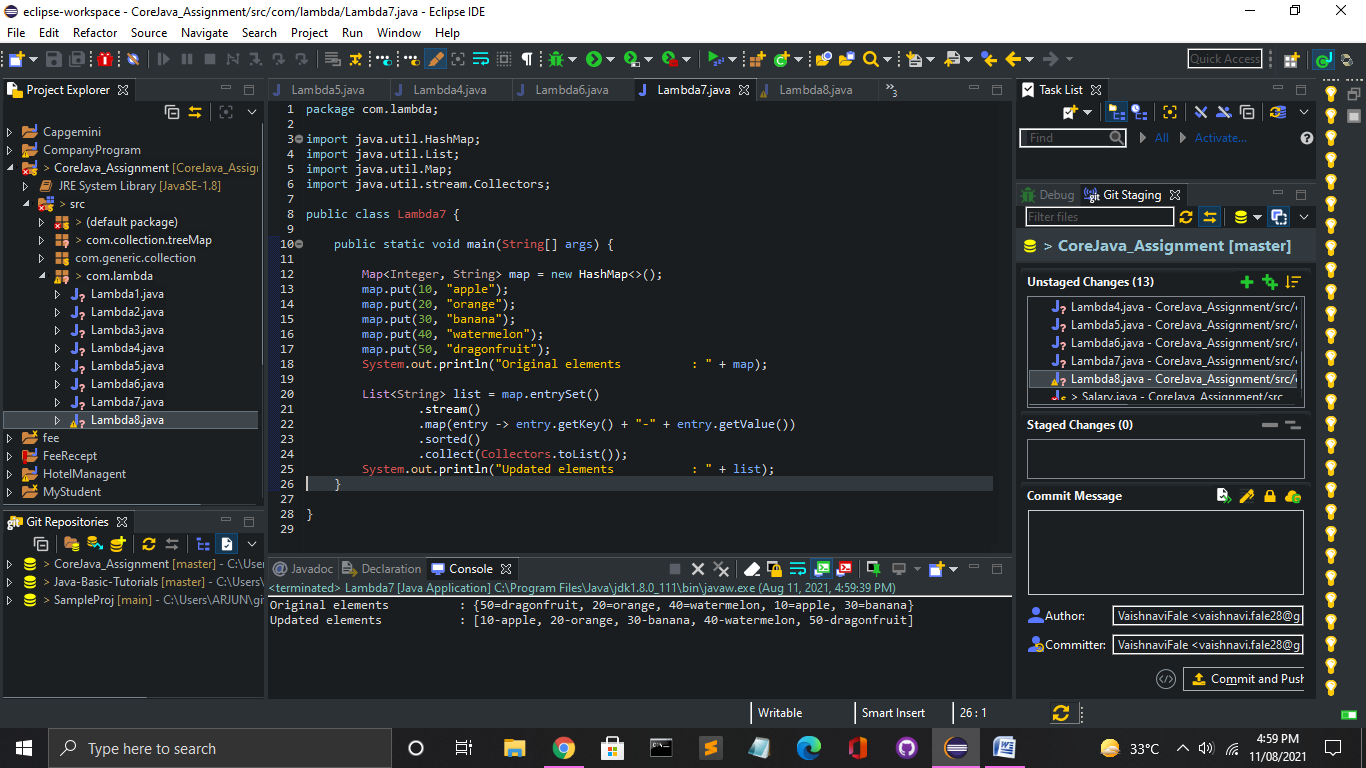 eclipse-workspace - CoreJava_Assignment/src/com/lambda/Lambda7.java - Eclipse IDE
File Edit Refactor Source Navigate Search Project Run Window Help
Quick Access
Project Explorer
Capgemini
CompanyProgram
> CoreJava_Assignment [CoreJava_Assign
JRE System Library [JavaSE-1.8]
> src
> (default package)
> com.collection.treeMap
com.generic.collection
> com.lambda
Lambda1.java
Lambda2.java
Lambda3.java
Lambda4.java
Lambda5.java
Lambda6.java
Lambda7.java
Lambda8.java
fee
FeeRecept
HotelManagent
MyStudent
Git Repositories
> CoreJava_Assignment [master] - C:\User
> Java-Basic-Tutorials [master] - C:\Users\
> SampleProj [main] - C:\Users\ARJUN\gi
Lambda5.java Lambda4.java Lambda6.java Lambda7.java Lambda8.java »3
1 package com.lambda;
2
3 import java.util.HashMap;
4 import java.util.List;
5 import java.util.Map;
6 import java.util.stream.Collectors;
7
8 public class Lambda7 {
9
10 public static void main(String[] args) {
11
12 Map<Integer, String> map = new HashMap<>();
13 map.put(10, "apple");
14 map.put(20, "orange");
15 map.put(30, "banana");
16 map.put(40, "watermelon");
17 map.put(50, "dragonfruit");
18 System.out.println("Original elements          : " + map);
19
20 List<String> list = map.entrySet()
21 .stream()
22 .map(entry -> entry.getKey() + "-" + entry.getValue())
23 .sorted()
24 .collect(Collectors.toList());
25 System.out.println("Updated elements           : " + list);
26 }
27
28 }
29
Javadoc Declaration Console
<terminated> Lambda7 [Java Application] C:\Program Files\Java\jdk1.8.0_111\bin\javaw.exe (Aug 11, 2021, 4:59:39 PM)
Original elements          : {50=dragonfruit, 20=orange, 40=watermelon, 10=apple, 30=banana}
Updated elements           : [10-apple, 20-orange, 30-banana, 40-watermelon, 50-dragonfruit]
Task List
Find All Activate...
Debug Git Staging
Filter files
> CoreJava_Assignment [master]
Unstaged Changes (13)
Lambda4.java - CoreJava_Assignment/src/c
Lambda5.java - CoreJava_Assignment/src/c
Lambda6.java - CoreJava_Assignment/src/c
Lambda7.java - CoreJava_Assignment/src/c
Lambda8.java - CoreJava_Assignment/src/c
> Salary.java - CoreJava_Assignment/src
Staged Changes (0)
Commit Message
Author: VaishnaviFale <vaishnavi.fale28@g
Committer: VaishnaviFale <vaishnavi.fale28@g
Commit and Push
Writable Smart Insert 26 : 1
Type here to search
33°C
4:59 PM
11/08/2021